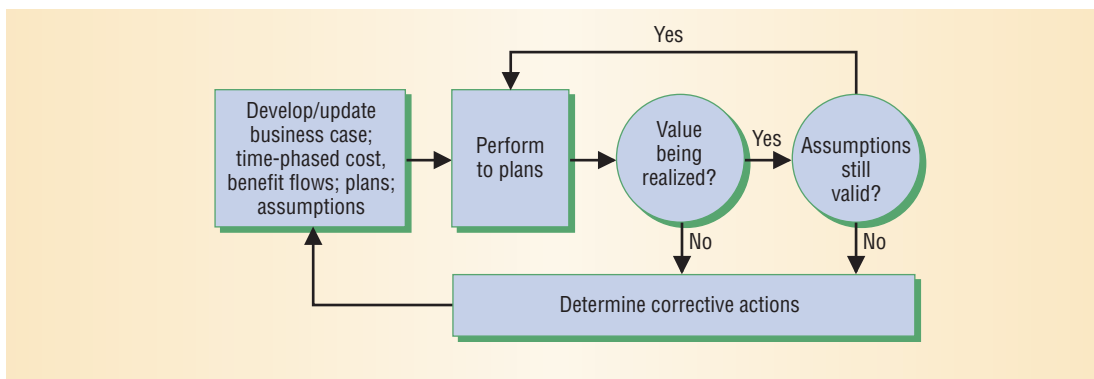 Yes
Develop/update
business case;
time-phased cost,
benefit flows; plans;
assumptions
Perform
to plans
Value
being
realized?
Yes
Assumptions
still
valid?
No
No
Determine corrective actions